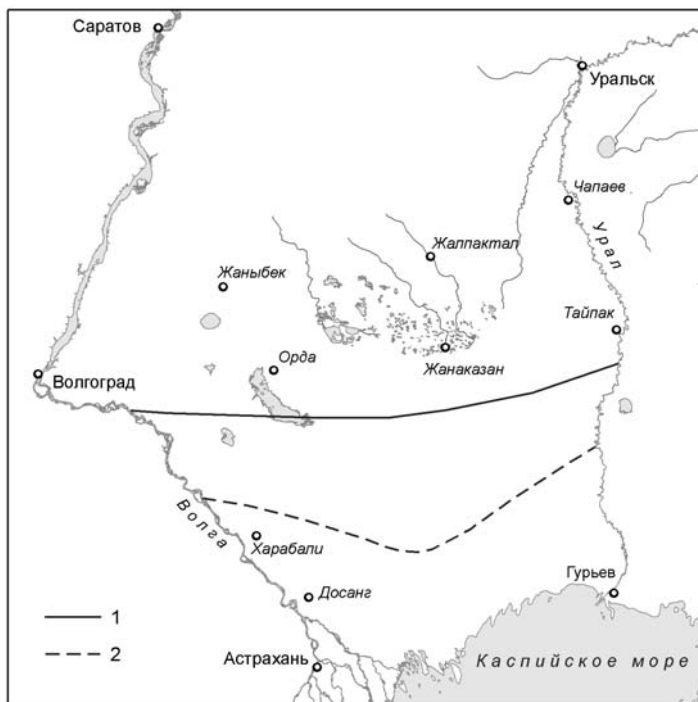 Саратов
Уральск
Чапаев
Урал
Жалпактал
Жаныбек
Тайпак
Орда
Жанаказан
Волгоград
Волга
Харабали
Гурьев
Досанг
1
2
Астрахань
Каспийское море